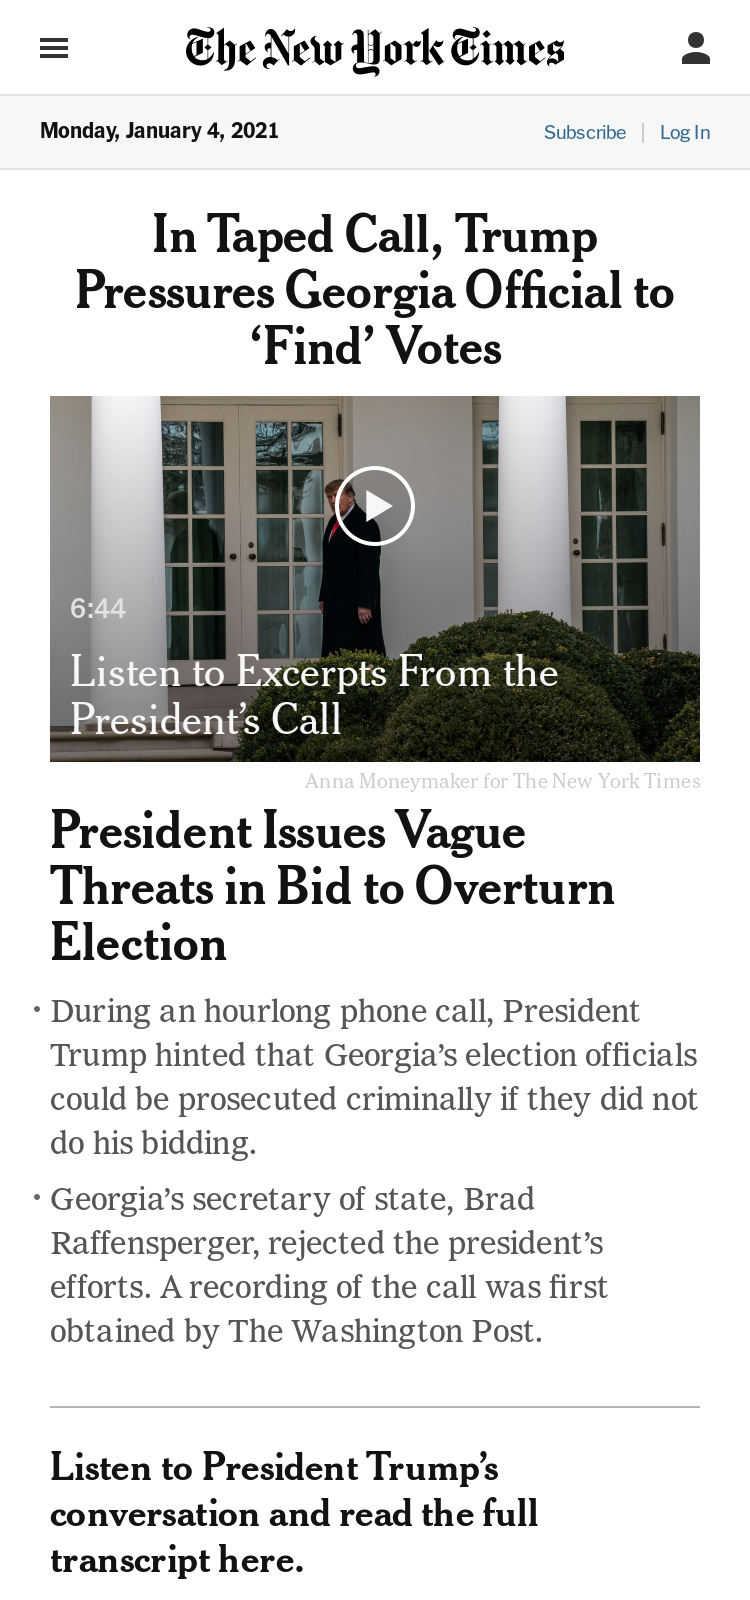 The New York Times
Monday, January 4, 2021
Subscribe | Log In
In Taped Call, Trump
Pressures Georgia Official to
‘Find’ Votes
6:44
Listen to Excerpts From the
President’s Call
Anna Moneymaker for The New York Times
President Issues Vague
Threats in Bid to Overturn
Election
• During an hourlong phone call, President
Trump hinted that Georgia’s election officials
could be prosecuted criminally if they did not
do his bidding.
• Georgia’s secretary of state, Brad
Raffensperger, rejected the president’s
efforts. A recording of the call was first
obtained by The Washington Post.
Listen to President Trump’s
conversation and read the full
transcript here.